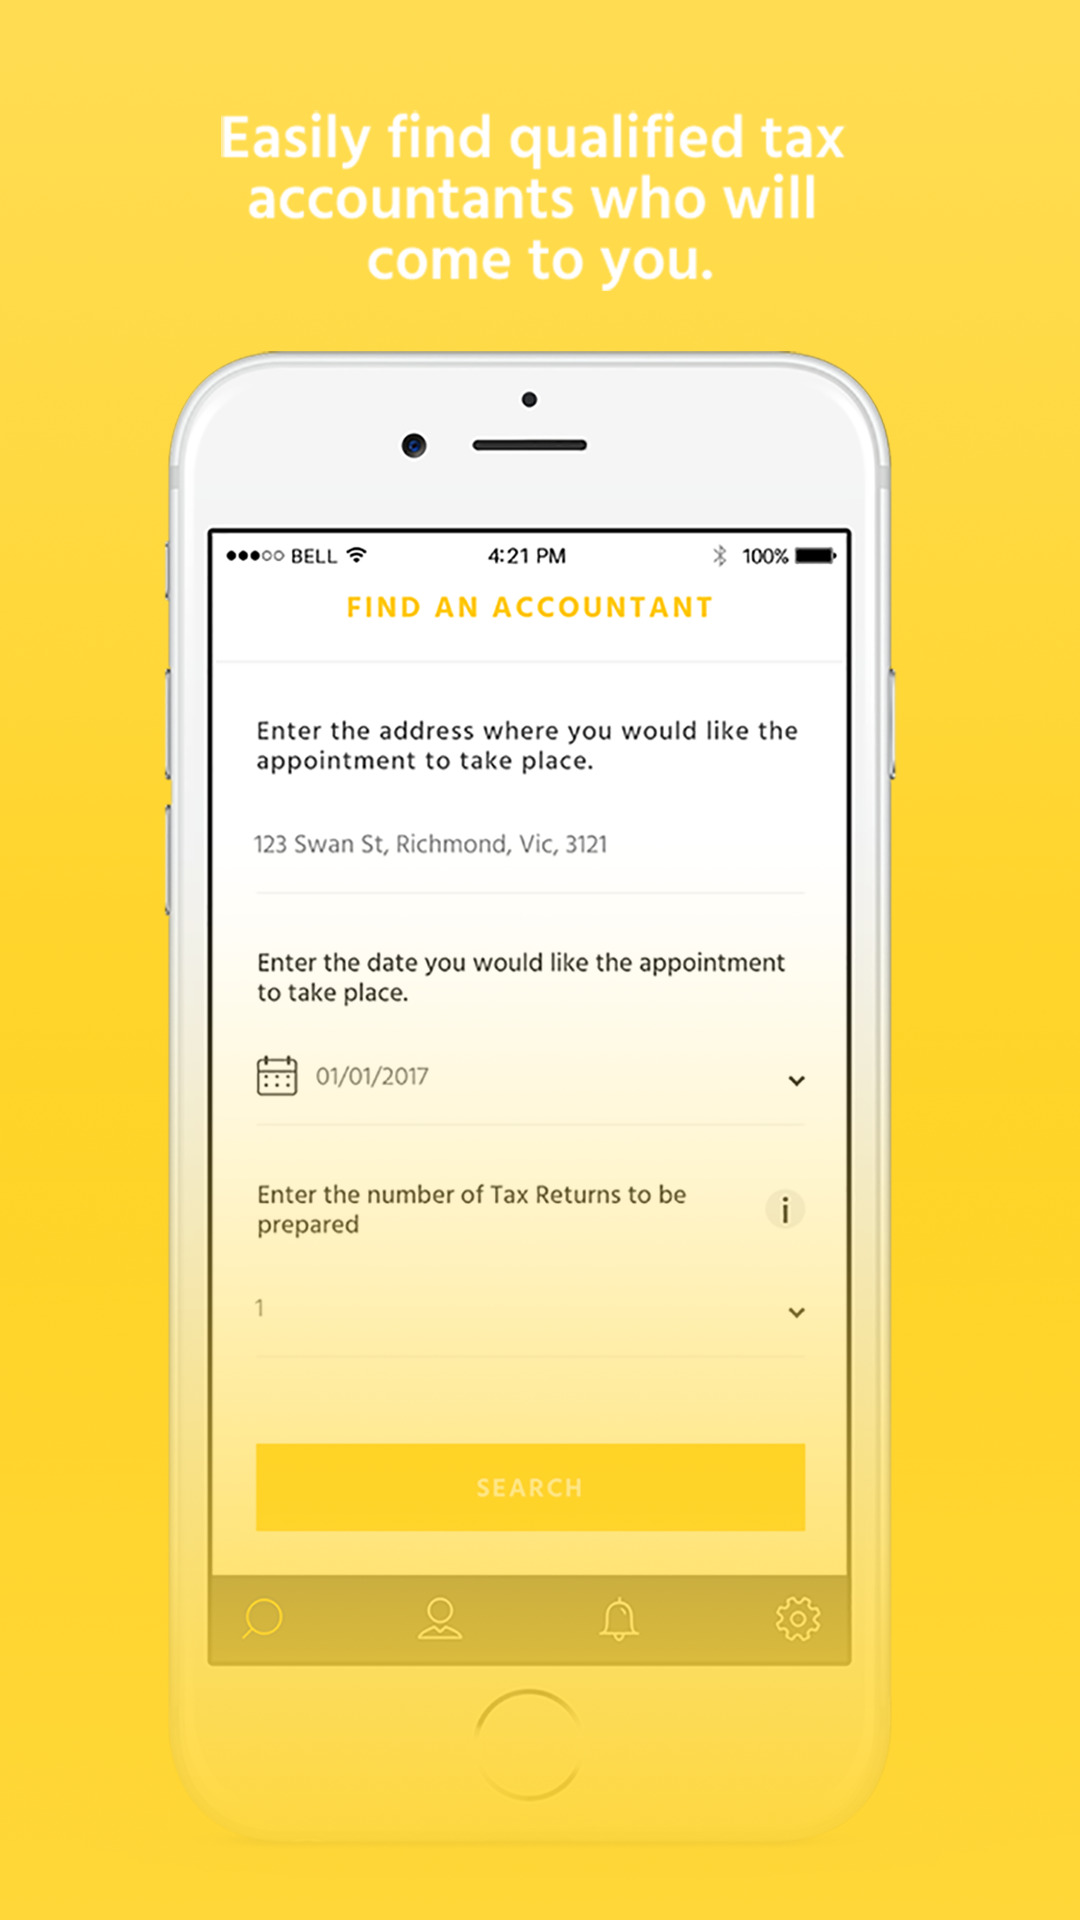 Easily find qualified tax
accountants who will
come to you.
BELL 4:21 PM 100%
FIND AN ACCOUNTANT
Enter the address where you would like the
appointment to take place.
123 Swan St, Richmond, Vic, 3121
Enter the date you would like the appointment
to take place.
01/01/2017
Enter the number of Tax Returns to be
prepared
i
1
SEARCH